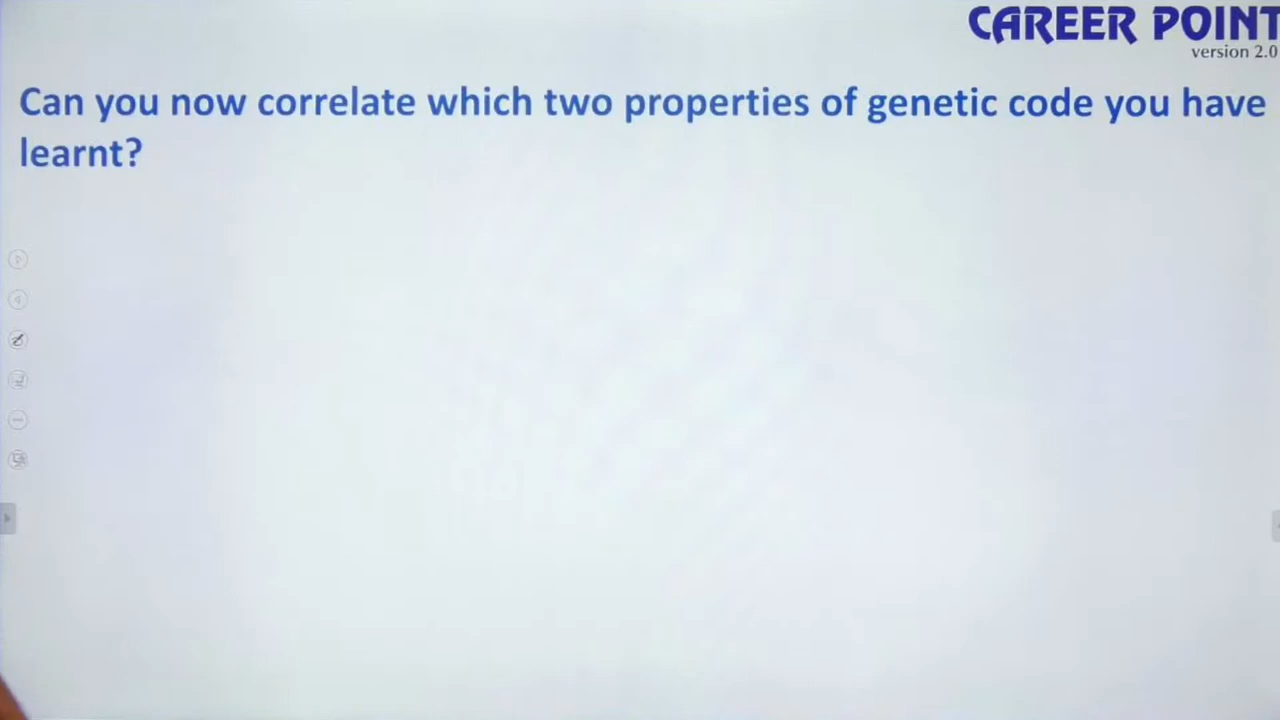 CAREER POINT
version 2.0
Can you now correlate which two properties of genetic code you have
learnt?